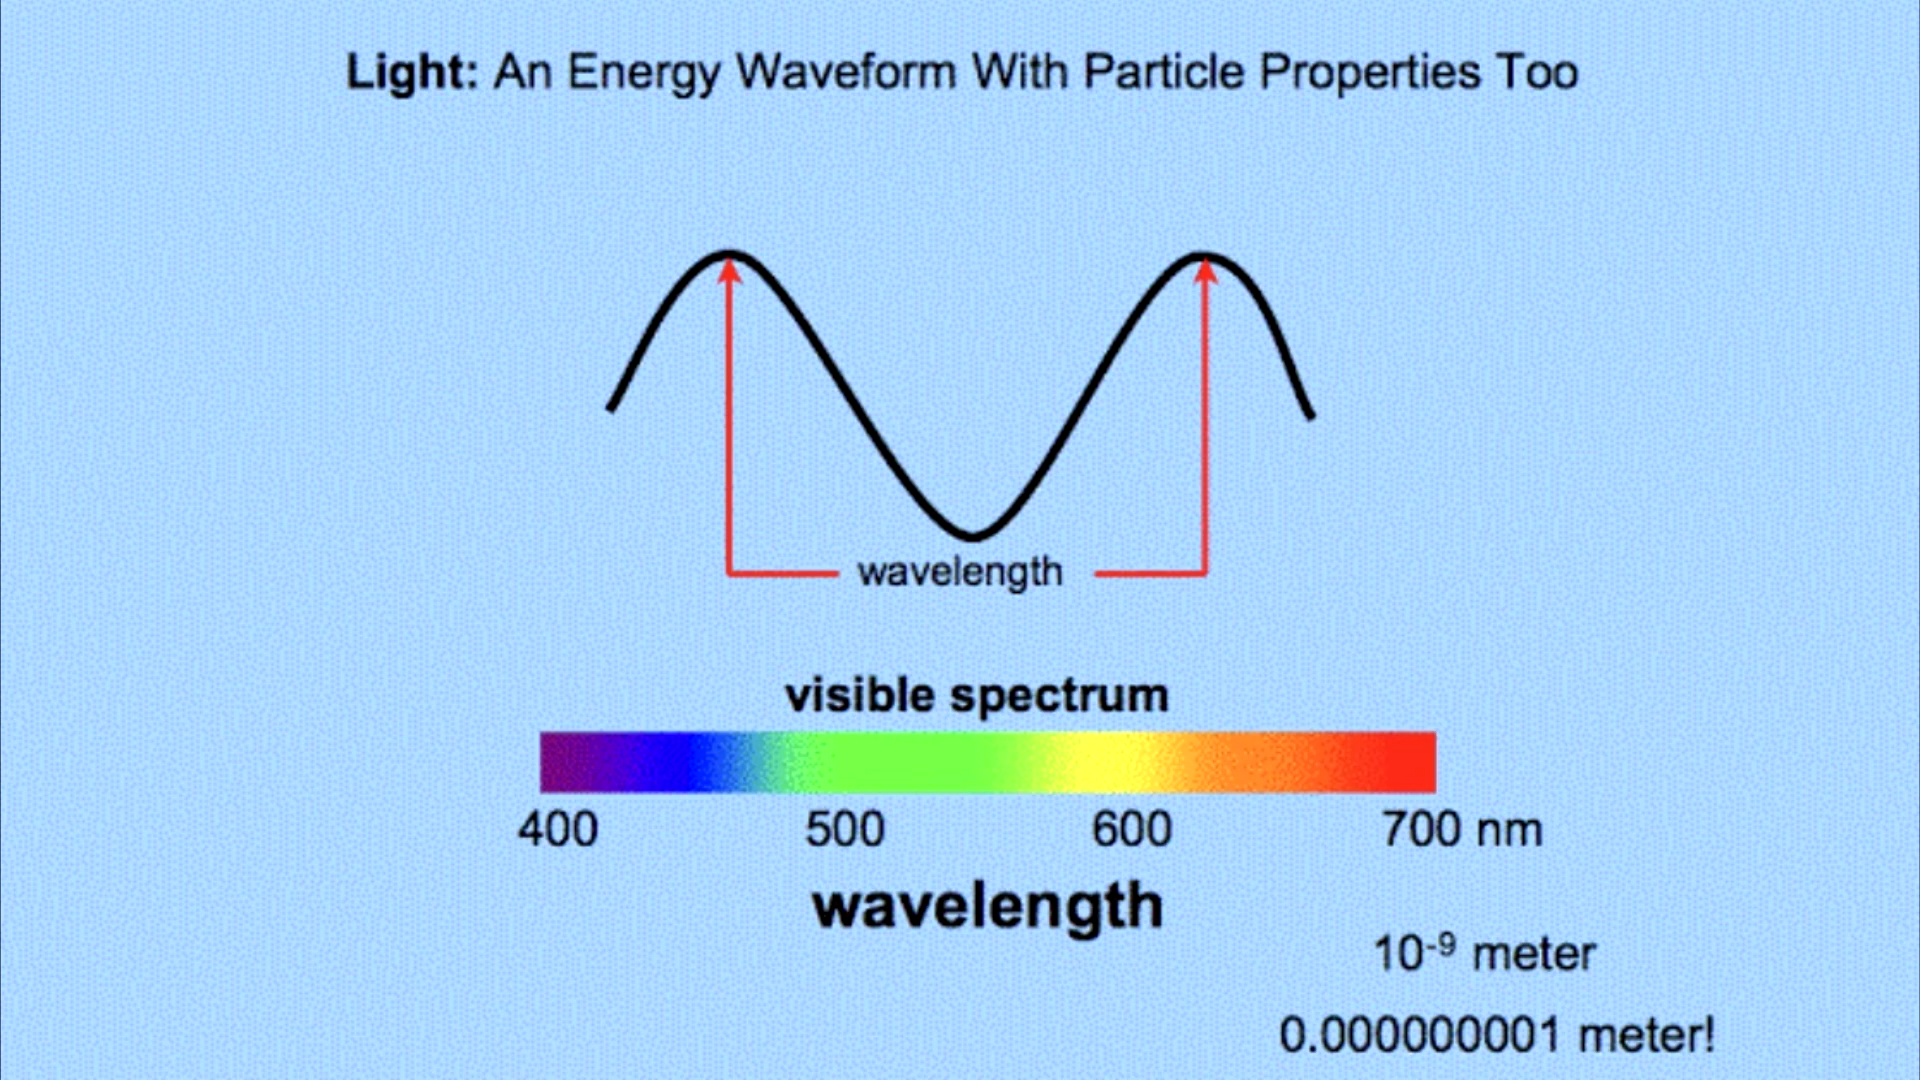 Light: An Energy Waveform With Particle Properties Too
wavelength
visible spectrum
400 500 600 700 nm
wavelength
10⁻⁹ meter
0.000000001 meter!